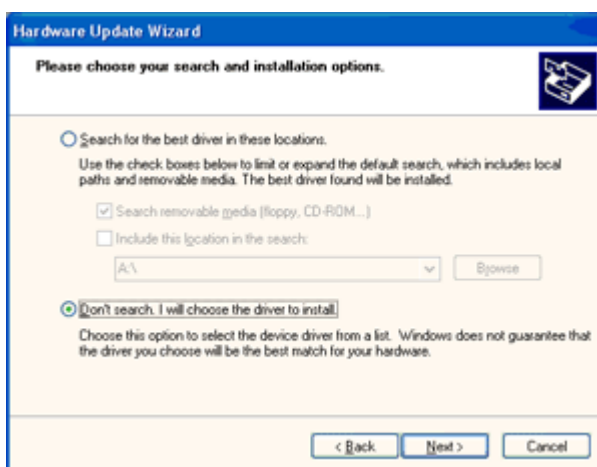 Hardware Update Wizard
Please choose your search and installation options.
Search for the best driver in these locations.
Use the check boxes below to limit or expand the default search, which includes local
paths and removable media. The best driver found will be installed.
Search removable media (floppy, CD-ROM...)
Include this location in the search:
A:\
Browse
Don't search. I will choose the driver to install.
Choose this option to select the device driver from a list. Windows does not guarantee that
the driver you choose will be the best match for your hardware.
< Back Next > Cancel